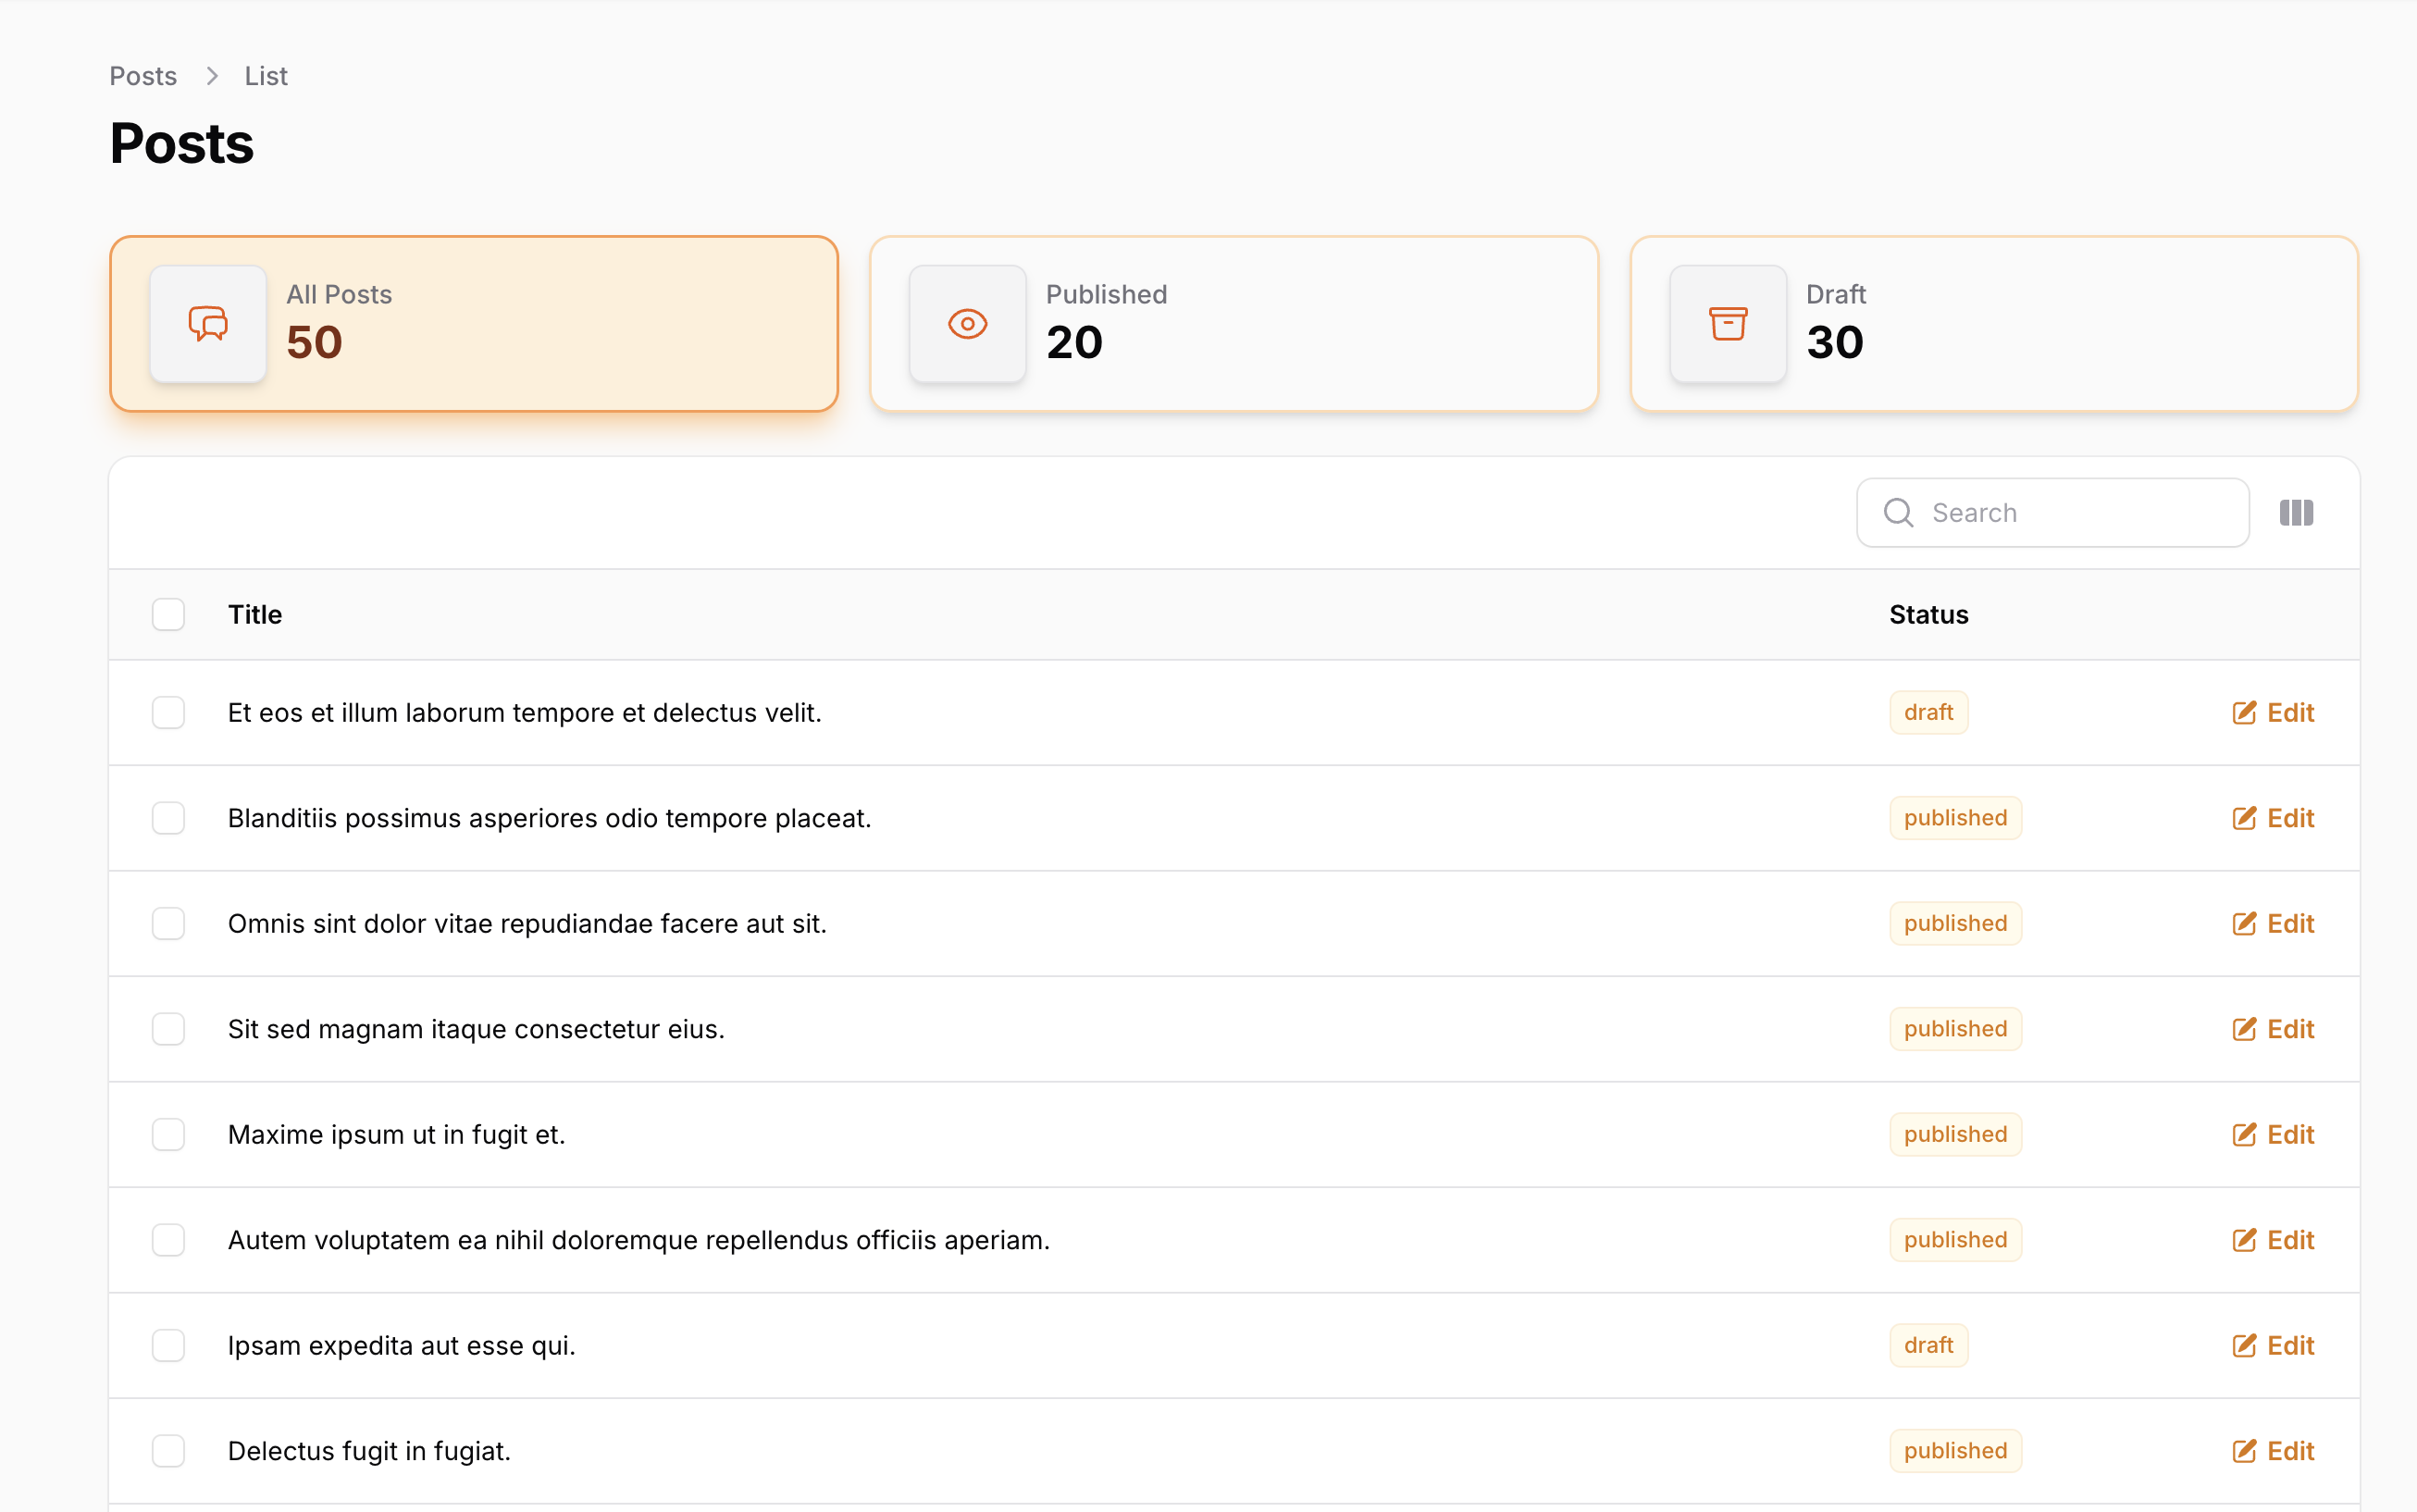 Posts > List
Posts
All Posts
50
Published
20
Draft
30
Search
Title Status
Et eos et illum laborum tempore et delectus velit. draft Edit
Blanditiis possimus asperiores odio tempore placeat. published Edit
Omnis sint dolor vitae repudiandae facere aut sit. published Edit
Sit sed magnam itaque consectetur eius. published Edit
Maxime ipsum ut in fugit et. published Edit
Autem voluptatem ea nihil doloremque repellendus officiis aperiam. published Edit
Ipsam expedita aut esse qui. draft Edit
Delectus fugit in fugiat. published Edit